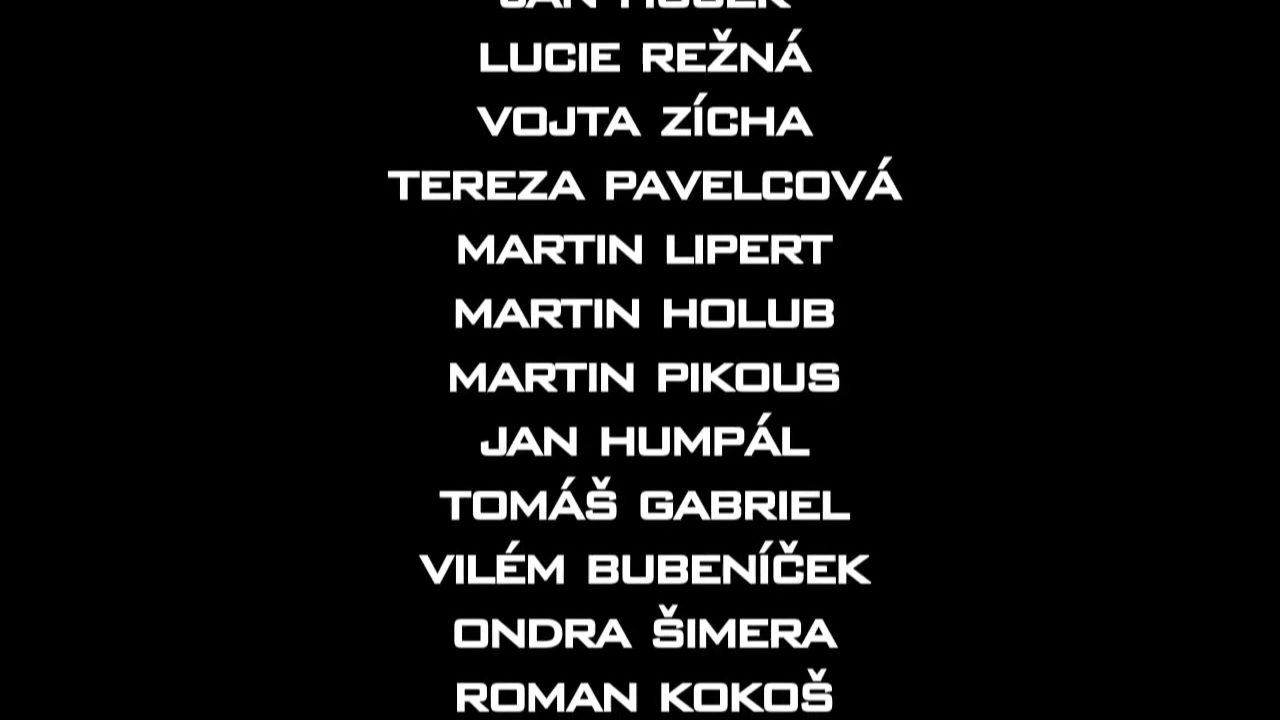 JAN
LUCIE REŽNÁ
VOJTA ZÍCHA
TEREZA PAVELCOVÁ
MARTIN LIPERT
MARTIN HOLUB
MARTIN PIKOUS
JAN HUMPÁL
TOMÁŠ GABRIEL
VILÉM BUBENÍČEK
ONDRA ŠIMERA
ROMAN KOKOŠ